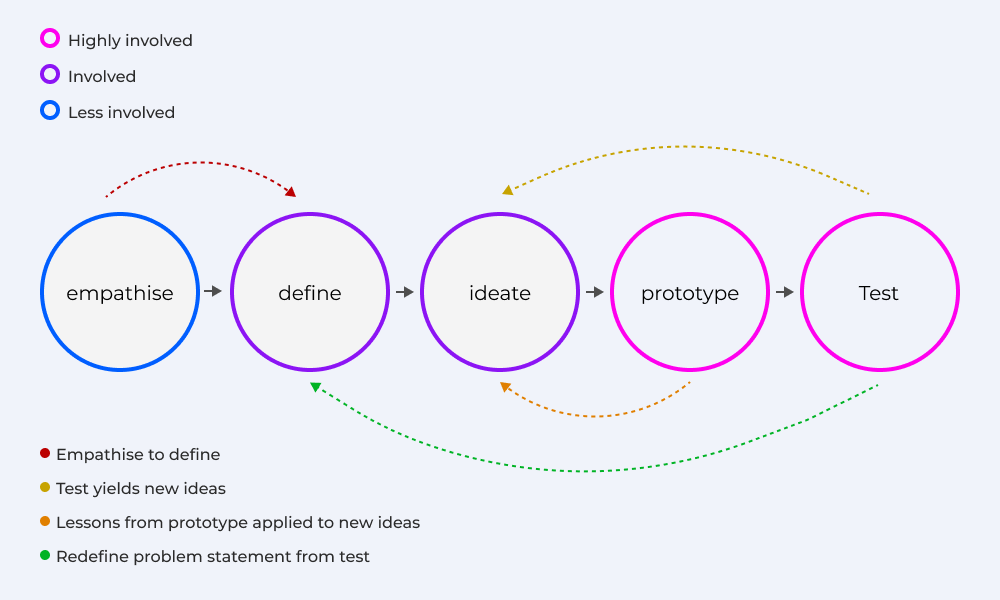 Highly involved
Involved
Less involved
empathise
define
ideate
prototype
Test
Empathise to define
Test yields new ideas
Lessons from prototype applied to new ideas
Redefine problem statement from test